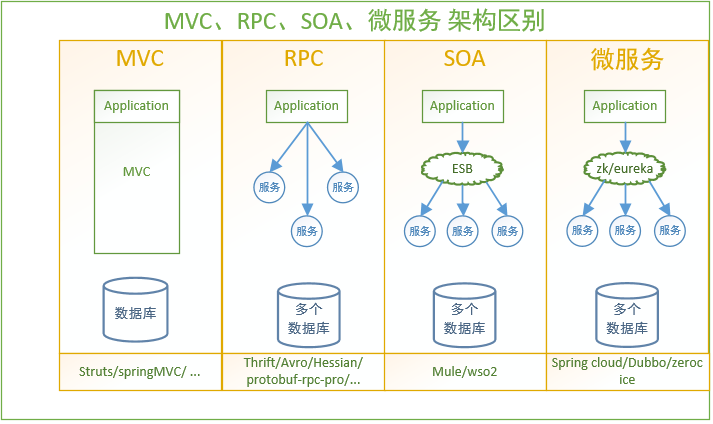 MVC、RPC、SOA、微服务 架构区别
MVC
Application
MVC
数据库
Struts/springMVC/ ...
RPC
Application
服务
服务
服务
多个
数据库
Thrift/Avro/Hessian/
protobuf-rpc-pro/...
SOA
Application
ESB
服务
服务
服务
多个
数据库
Mule/wso2
微服务
Application
zk/eureka
服务
服务
服务
多个
数据库
Spring cloud/Dubbo/zeroc
ice